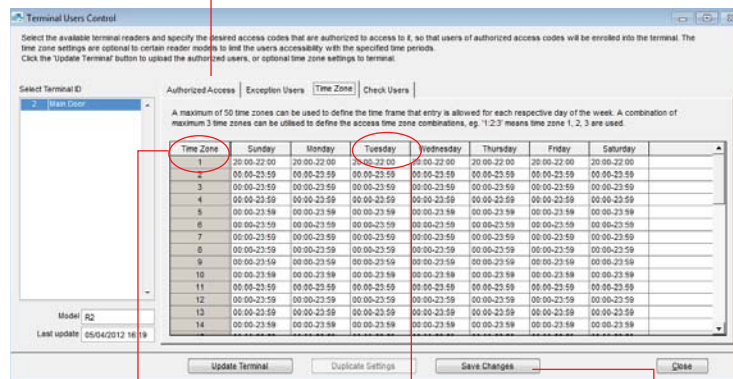 Terminal Users Control
Select the available terminal readers and specify the desired access codes that are authorized to access to it, so that users of authorized access codes will be enrolled into the terminal. The
time zone settings are optional to certain reader models to limit the users accessibility with the specified time periods.
Click the 'Update Terminal' button to upload the authorized users, or optional time zone settings to terminal.
Select Terminal ID
2 Main Door
Authorized Access Exception Users Time Zone Check Users
A maximum of 50 time zones can be used to define the time frame that entry is allowed for each respective day of the week. A combination of
maximum 3 time zones can be utilised to define the access time zone combinations, eg. '1:2:3' means time zone 1, 2, 3 are used.
Time Zone Sunday Monday Tuesday Wednesday Thursday Friday Saturday
1 20:00-22:00 20:00-22:00 20:00-22:00 20:00-22:00 20:00-22:00 20:00-22:00 20:00-22:00
2 00:00-23:59 00:00-23:59 00:00-23:59 00:00-23:59 00:00-23:59 00:00-23:59 00:00-23:59
3 00:00-23:59 00:00-23:59 00:00-23:59 00:00-23:59 00:00-23:59 00:00-23:59 00:00-23:59
4 00:00-23:59 00:00-23:59 00:00-23:59 00:00-23:59 00:00-23:59 00:00-23:59 00:00-23:59
5 00:00-23:59 00:00-23:59 00:00-23:59 00:00-23:59 00:00-23:59 00:00-23:59 00:00-23:59
6 00:00-23:59 00:00-23:59 00:00-23:59 00:00-23:59 00:00-23:59 00:00-23:59 00:00-23:59
7 00:00-23:59 00:00-23:59 00:00-23:59 00:00-23:59 00:00-23:59 00:00-23:59 00:00-23:59
8 00:00-23:59 00:00-23:59 00:00-23:59 00:00-23:59 00:00-23:59 00:00-23:59 00:00-23:59
9 00:00-23:59 00:00-23:59 00:00-23:59 00:00-23:59 00:00-23:59 00:00-23:59 00:00-23:59
10 00:00-23:59 00:00-23:59 00:00-23:59 00:00-23:59 00:00-23:59 00:00-23:59 00:00-23:59
11 00:00-23:59 00:00-23:59 00:00-23:59 00:00-23:59 00:00-23:59 00:00-23:59 00:00-23:59
12 00:00-23:59 00:00-23:59 00:00-23:59 00:00-23:59 00:00-23:59 00:00-23:59 00:00-23:59
13 00:00-23:59 00:00-23:59 00:00-23:59 00:00-23:59 00:00-23:59 00:00-23:59 00:00-23:59
14 00:00-23:59 00:00-23:59 00:00-23:59 00:00-23:59 00:00-23:59 00:00-23:59 00:00-23:59
Model R2
Last update 05/04/2012 16:19
Update Terminal Duplicate Settings Save Changes Close